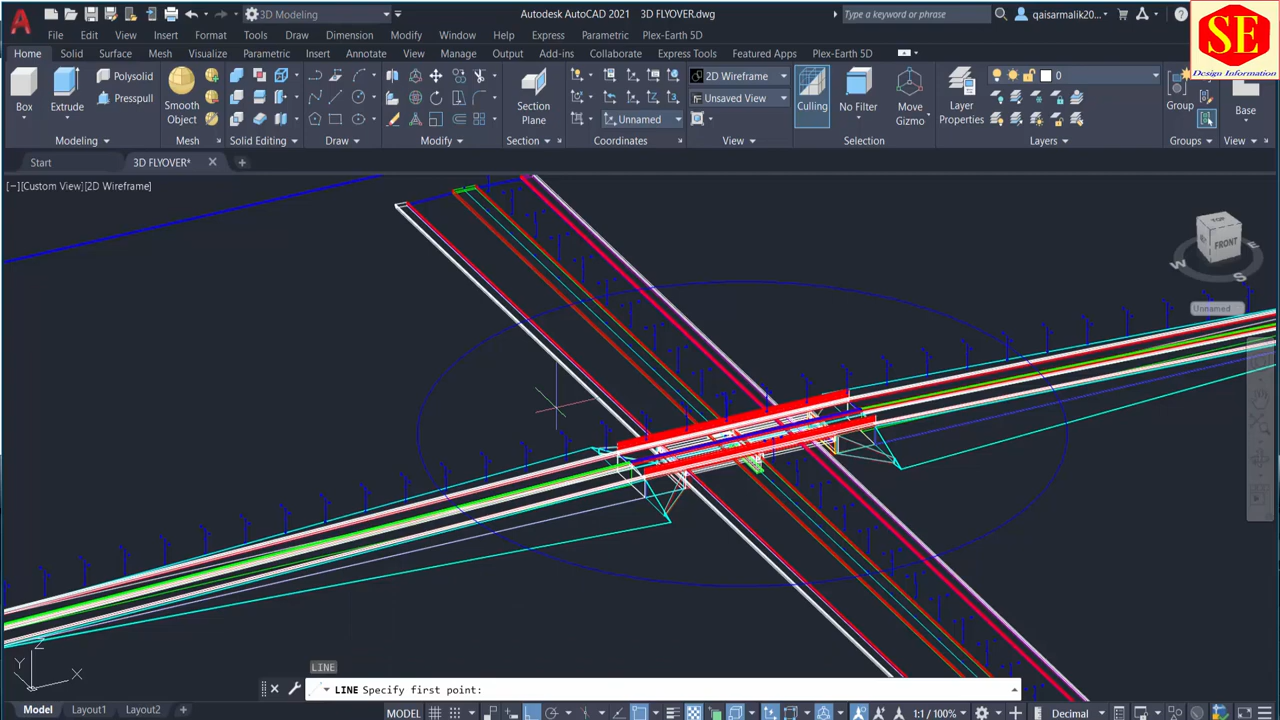 3D Modeling
Autodesk AutoCAD 2021 3D FLYOVER.dwg
Type a keyword or phrase
qaisarmalik20...
SE
Design Information
File Edit View Insert Format Tools Draw Dimension Modify Window Help Express Parametric Plex-Earth 5D
Home Solid Surface Mesh Visualize Parametric Insert Annotate View Manage Output Add-ins Collaborate Express Tools Featured Apps Plex-Earth 5D
Box
Extrude
Polysolid
Presspull
Smooth
Object
Section
Plane
2D Wireframe
Unsaved View
Unnamed
Culling
No Filter
Move
Gizmo
Layer
Properties
0
Group
Base
Modeling Mesh Solid Editing Draw Modify Section Coordinates View Selection Layers Groups View
Start 3D FLYOVER*
[−][Custom View][2D Wireframe]
TOP
FRONT
W
E
S
Unnamed
Z
Y
X
LINE
LINE Specify first point:
Model Layout1 Layout2
MODEL
1:1 / 100%
Decimal